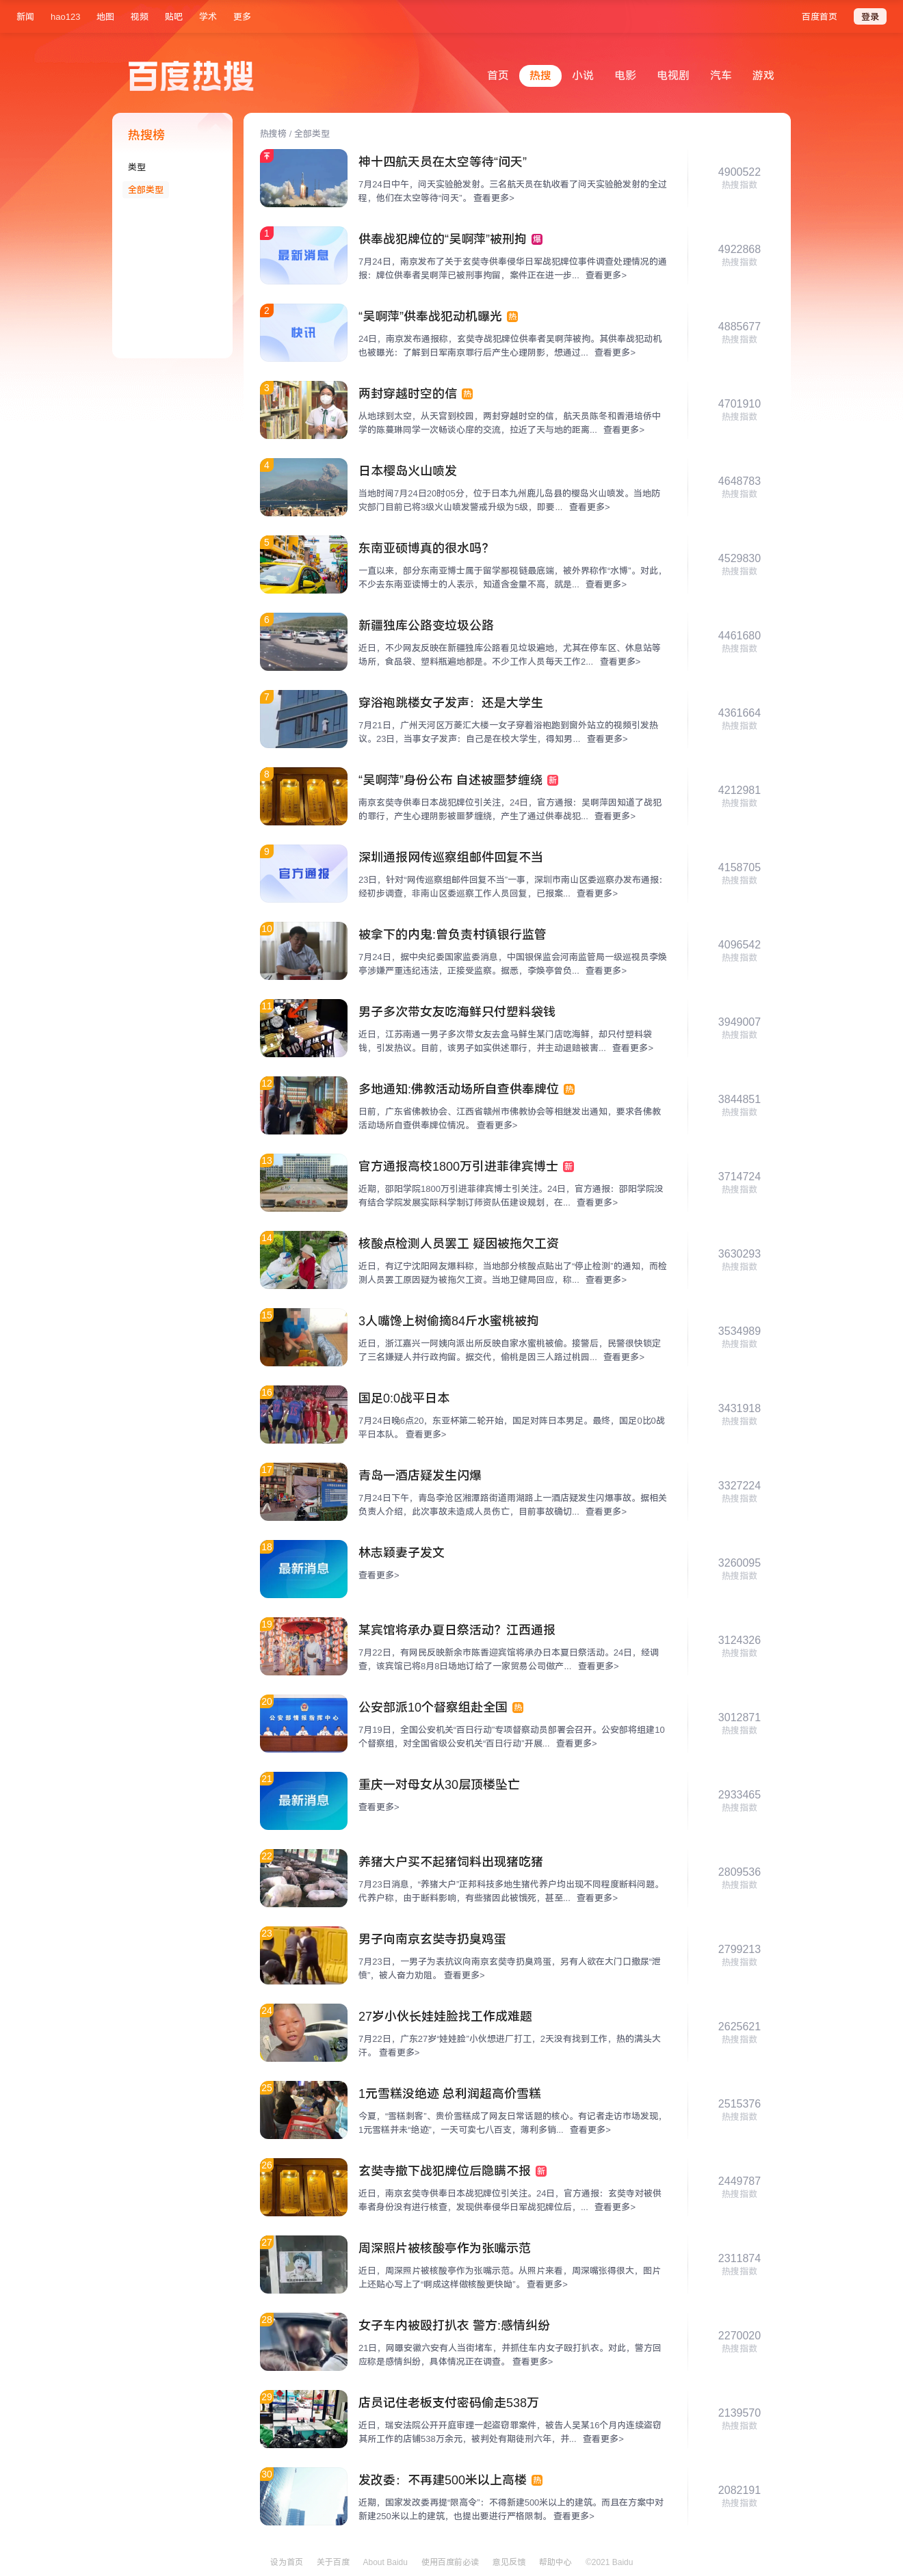 新闻 hao123 地图 视频 贴吧 学术 更多 百度首页 登录
百度热搜 首页 热搜 小说 电影 电视剧 汽车 游戏
热搜榜
类型
全部类型
热搜榜 / 全部类型
神十四航天员在太空等待“问天”
7月24日中午，问天实验舱发射。三名航天员在轨收看了问天实验舱发射的全过
程，他们在太空等待“问天”。 查看更多>
4900522
热搜指数
1
最新消息
供奉战犯牌位的“吴啊萍”被刑拘 爆
7月24日，南京发布了关于玄奘寺供奉侵华日军战犯牌位事件调查处理情况的通
报：牌位供奉者吴啊萍已被刑事拘留，案件正在进一步... 查看更多>
4922868
热搜指数
2
快讯
“吴啊萍”供奉战犯动机曝光 热
24日，南京发布通报称，玄奘寺战犯牌位供奉者吴啊萍被拘。其供奉战犯动机
也被曝光：了解到日军南京罪行后产生心理阴影，想通过... 查看更多>
4885677
热搜指数
3
两封穿越时空的信 热
从地球到太空，从天宫到校园，两封穿越时空的信，航天员陈冬和香港培侨中
学的陈蔓琳同学一次畅谈心扉的交流，拉近了天与地的距离... 查看更多>
4701910
热搜指数
4
日本樱岛火山喷发
当地时间7月24日20时05分，位于日本九州鹿儿岛县的樱岛火山喷发。当地防
灾部门目前已将3级火山喷发警戒升级为5级，即要... 查看更多>
4648783
热搜指数
5
东南亚硕博真的很水吗？
一直以来，部分东南亚博士属于留学鄙视链最底端，被外界称作“水博”。对此，
不少去东南亚读博士的人表示，知道含金量不高，就是... 查看更多>
4529830
热搜指数
6
新疆独库公路变垃圾公路
近日，不少网友反映在新疆独库公路看见垃圾遍地，尤其在停车区、休息站等
场所，食品袋、塑料瓶遍地都是。不少工作人员每天工作2... 查看更多>
4461680
热搜指数
7
穿浴袍跳楼女子发声：还是大学生
7月21日，广州天河区万菱汇大楼一女子穿着浴袍跑到窗外站立的视频引发热
议。23日，当事女子发声：自己是在校大学生，得知男... 查看更多>
4361664
热搜指数
8
“吴啊萍”身份公布 自述被噩梦缠绕 新
南京玄奘寺供奉日本战犯牌位引关注，24日，官方通报：吴啊萍因知道了战犯
的罪行，产生心理阴影被噩梦缠绕，产生了通过供奉战犯... 查看更多>
4212981
热搜指数
9
官方通报
深圳通报网传巡察组邮件回复不当
23日，针对“网传巡察组邮件回复不当”一事，深圳市南山区委巡察办发布通报：
经初步调查，非南山区委巡察工作人员回复，已报案... 查看更多>
4158705
热搜指数
10
被拿下的内鬼:曾负责村镇银行监管
7月24日，据中央纪委国家监委消息，中国银保监会河南监管局一级巡视员李焕
亭涉嫌严重违纪违法，正接受监察。据悉，李焕亭曾负... 查看更多>
4096542
热搜指数
11
男子多次带女友吃海鲜只付塑料袋钱
近日，江苏南通一男子多次带女友去盒马鲜生某门店吃海鲜，却只付塑料袋
钱，引发热议。目前，该男子如实供述罪行，并主动退赔被害... 查看更多>
3949007
热搜指数
12
多地通知:佛教活动场所自查供奉牌位 热
日前，广东省佛教协会、江西省赣州市佛教协会等相继发出通知，要求各佛教
活动场所自查供奉牌位情况。 查看更多>
3844851
热搜指数
13
官方通报高校1800万引进菲律宾博士 新
近期，邵阳学院1800万引进菲律宾博士引关注。24日，官方通报：邵阳学院没
有结合学院发展实际科学制订师资队伍建设规划，在... 查看更多>
3714724
热搜指数
14
核酸点检测人员罢工 疑因被拖欠工资
近日，有辽宁沈阳网友爆料称，当地部分核酸点贴出了“停止检测”的通知，而检
测人员罢工原因疑为被拖欠工资。当地卫健局回应，称... 查看更多>
3630293
热搜指数
15
3人嘴馋上树偷摘84斤水蜜桃被拘
近日，浙江嘉兴一阿姨向派出所反映自家水蜜桃被偷。接警后，民警很快锁定
了三名嫌疑人并行政拘留。据交代，偷桃是因三人路过桃园... 查看更多>
3534989
热搜指数
16
国足0:0战平日本
7月24日晚6点20，东亚杯第二轮开始，国足对阵日本男足。最终，国足0比0战
平日本队。 查看更多>
3431918
热搜指数
17
青岛一酒店疑发生闪爆
7月24日下午，青岛李沧区湘潭路街道雨湖路上一酒店疑发生闪爆事故。据相关
负责人介绍，此次事故未造成人员伤亡，目前事故确切... 查看更多>
3327224
热搜指数
18
最新消息
林志颖妻子发文
查看更多>
3260095
热搜指数
19
某宾馆将承办夏日祭活动？江西通报
7月22日，有网民反映新余市陈香迎宾馆将承办日本夏日祭活动。24日，经调
查，该宾馆已将8月8日场地订给了一家贸易公司做产... 查看更多>
3124326
热搜指数
20
公安部情报指挥中心
公安部派10个督察组赴全国 热
7月19日，全国公安机关“百日行动”专项督察动员部署会召开。公安部将组建10
个督察组，对全国省级公安机关“百日行动”开展... 查看更多>
3012871
热搜指数
21
最新消息
重庆一对母女从30层顶楼坠亡
查看更多>
2933465
热搜指数
22
养猪大户买不起猪饲料出现猪吃猪
7月23日消息，“养猪大户”正邦科技多地生猪代养户均出现不同程度断料问题。
代养户称，由于断料影响，有些猪因此被饿死，甚至... 查看更多>
2809536
热搜指数
23
男子向南京玄奘寺扔臭鸡蛋
7月23日，一男子为表抗议向南京玄奘寺扔臭鸡蛋，另有人欲在大门口撒尿“泄
愤”，被人奋力劝阻。 查看更多>
2799213
热搜指数
24
27岁小伙长娃娃脸找工作成难题
7月22日，广东27岁“娃娃脸”小伙想进厂打工，2天没有找到工作，热的满头大
汗。 查看更多>
2625621
热搜指数
25
1元雪糕没绝迹 总利润超高价雪糕
今夏，“雪糕刺客”、贵价雪糕成了网友日常话题的核心。有记者走访市场发现，
1元雪糕并未“绝迹”，一天可卖七八百支，薄利多销... 查看更多>
2515376
热搜指数
26
玄奘寺撤下战犯牌位后隐瞒不报 新
近日，南京玄奘寺供奉日本战犯牌位引关注。24日，官方通报：玄奘寺对被供
奉者身份没有进行核查，发现供奉侵华日军战犯牌位后，... 查看更多>
2449787
热搜指数
27
周深照片被核酸亭作为张嘴示范
近日，周深照片被核酸亭作为张嘴示范。从照片来看，周深嘴张得很大，图片
上还贴心写上了“啊成这样做核酸更快呦”。 查看更多>
2311874
热搜指数
28
女子车内被殴打扒衣 警方:感情纠纷
21日，网曝安徽六安有人当街堵车，并抓住车内女子殴打扒衣。对此，警方回
应称是感情纠纷，具体情况正在调查。 查看更多>
2270020
热搜指数
29
店员记住老板支付密码偷走538万
近日，瑞安法院公开开庭审理一起盗窃罪案件，被告人吴某16个月内连续盗窃
其所工作的店铺538万余元，被判处有期徒刑六年，并... 查看更多>
2139570
热搜指数
30
发改委：不再建500米以上高楼 热
近期，国家发改委再提“限高令”：不得新建500米以上的建筑。而且在方案中对
新建250米以上的建筑，也提出要进行严格限制。 查看更多>
2082191
热搜指数
设为首页 关于百度 About Baidu 使用百度前必读 意见反馈 帮助中心 ©2021 Baidu